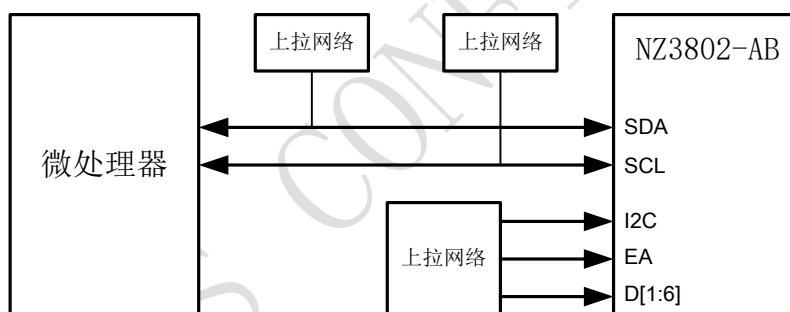 上拉网络
上拉网络
NZ3802-AB
微处理器
SDA
SCL
上拉网络
I2C
EA
D[1:6]